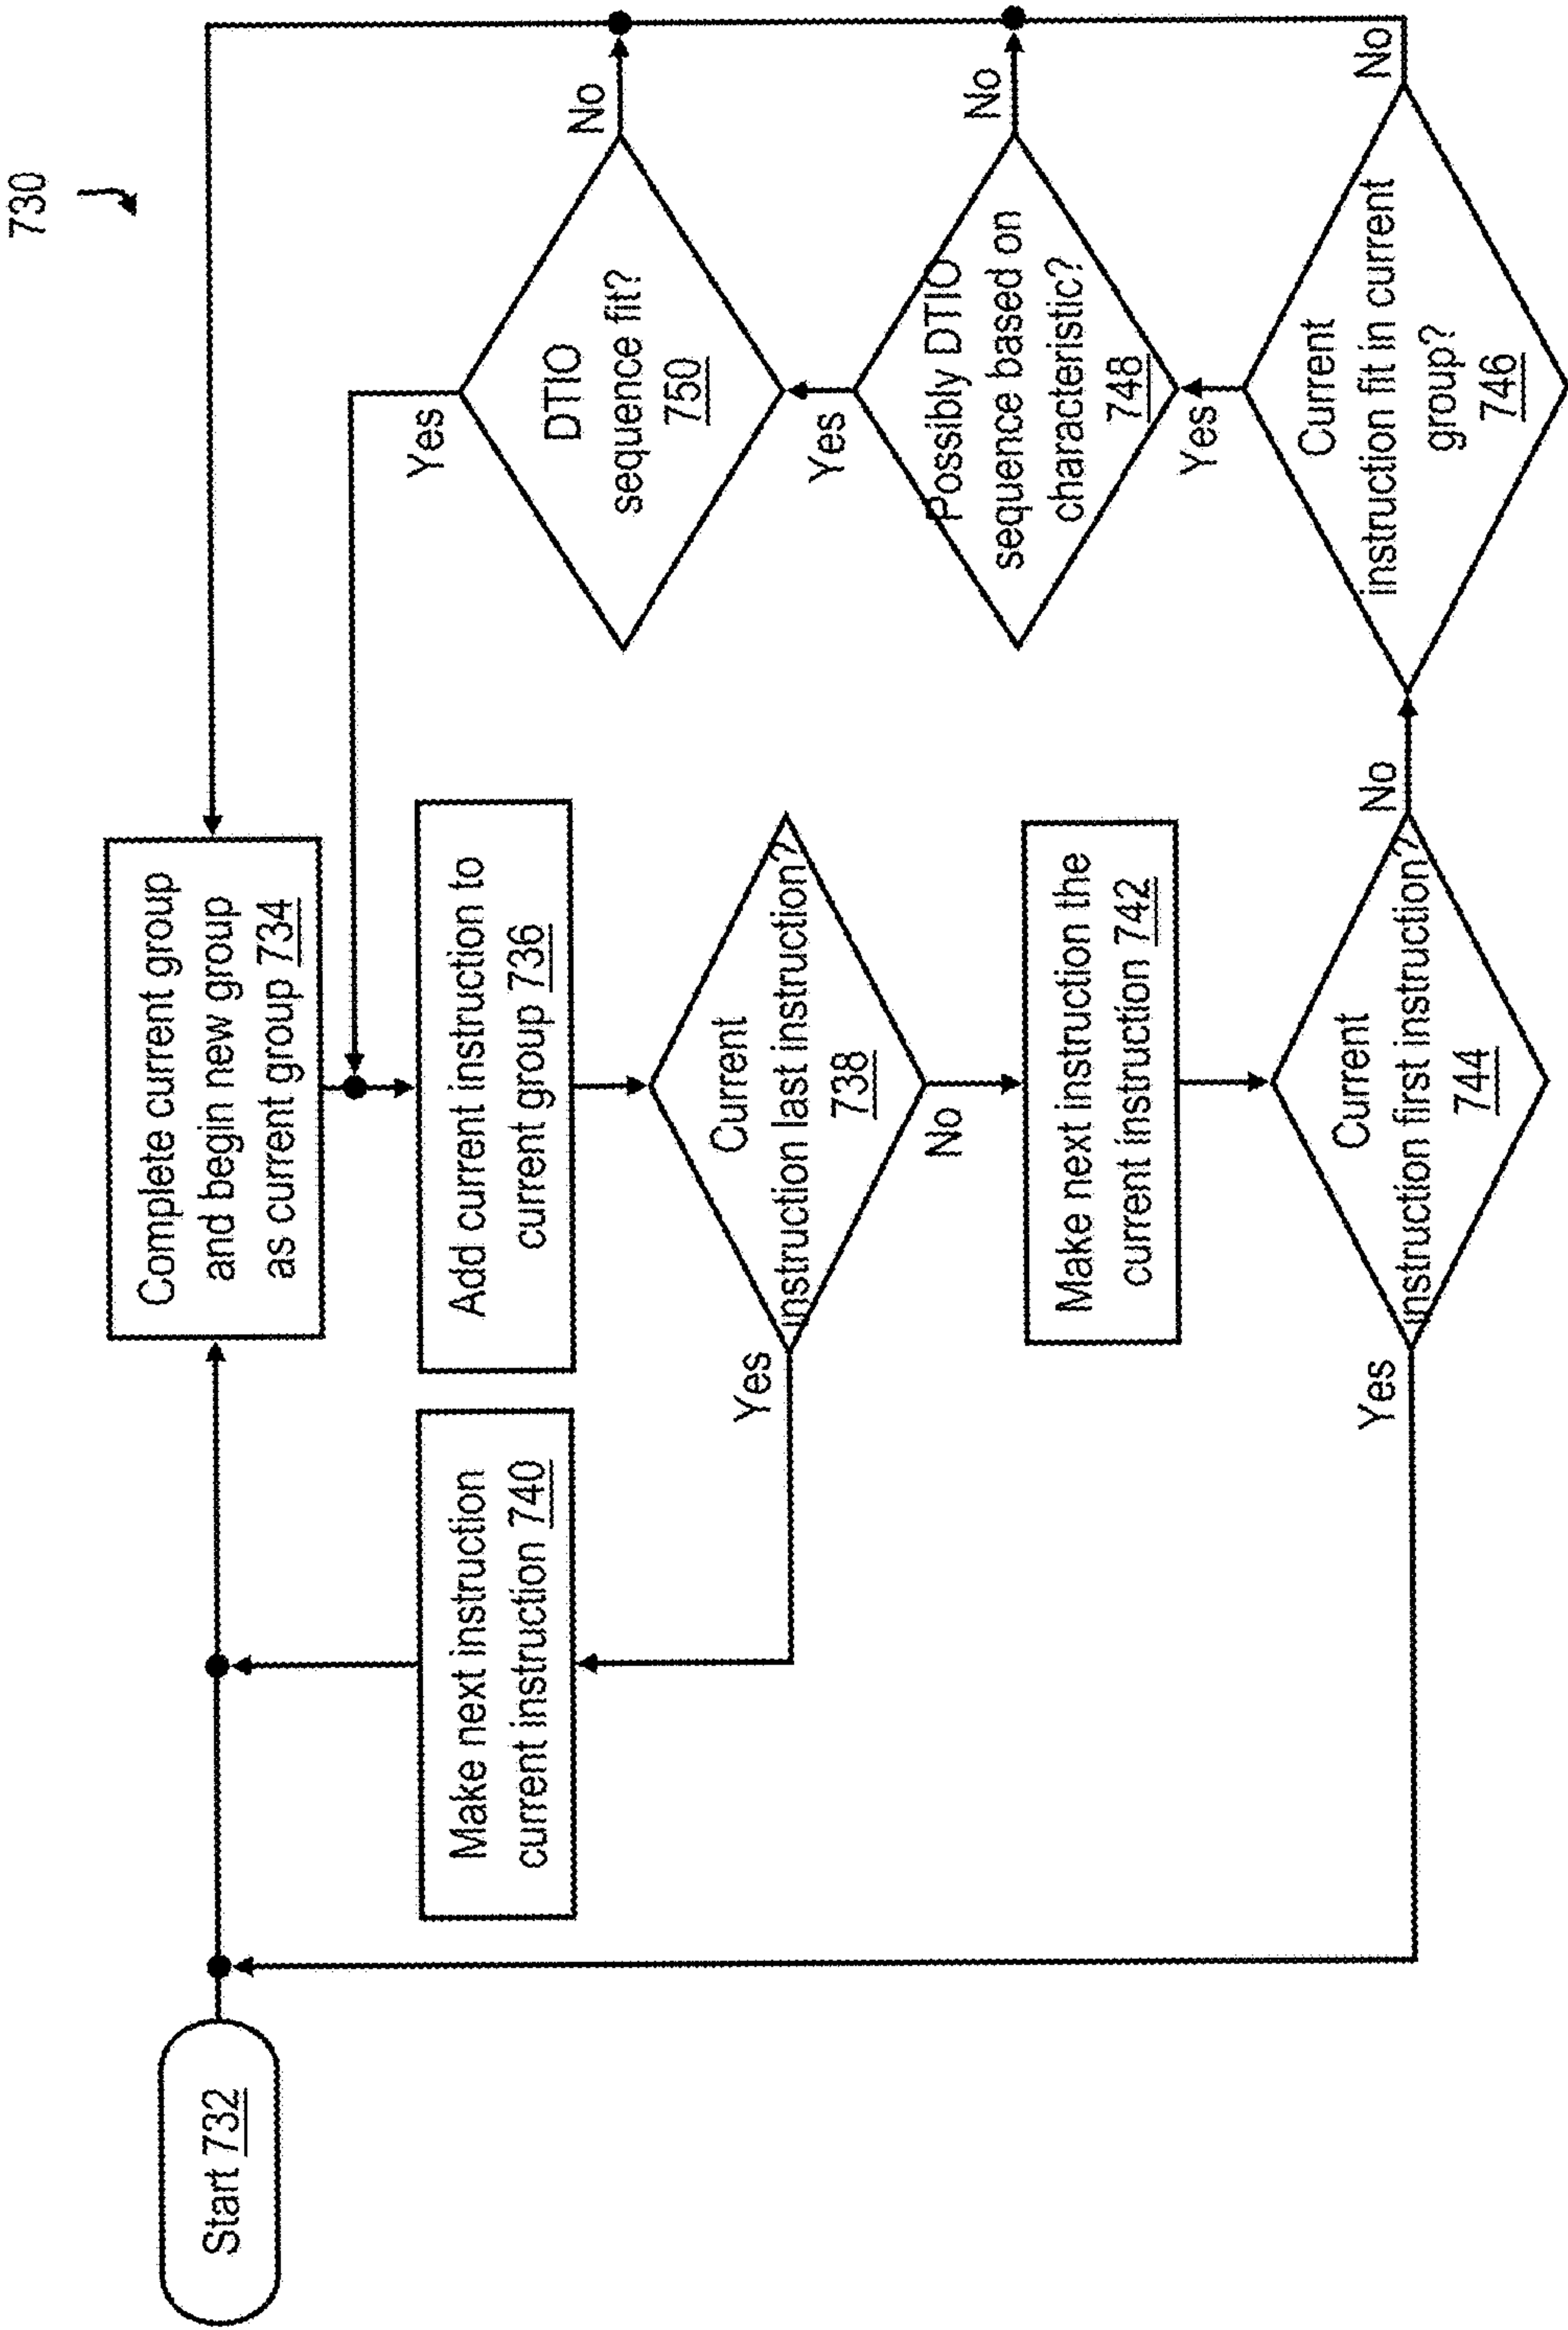 730
Start 732
Complete current group
and begin new group
as current group 734
Make next instruction
current instruction 740
Add current instruction to
current group 736
Yes
Current
instruction last instruction?
738
No
Make next instruction the
current instruction 742
Yes
Current
instruction first instruction?
744
No
Yes
DTIO
sequence fit?
750
No
Yes
Possibly DTIO
sequence based on
characteristic?
748
No
Yes
Current
instruction fit in current
group?
746
No